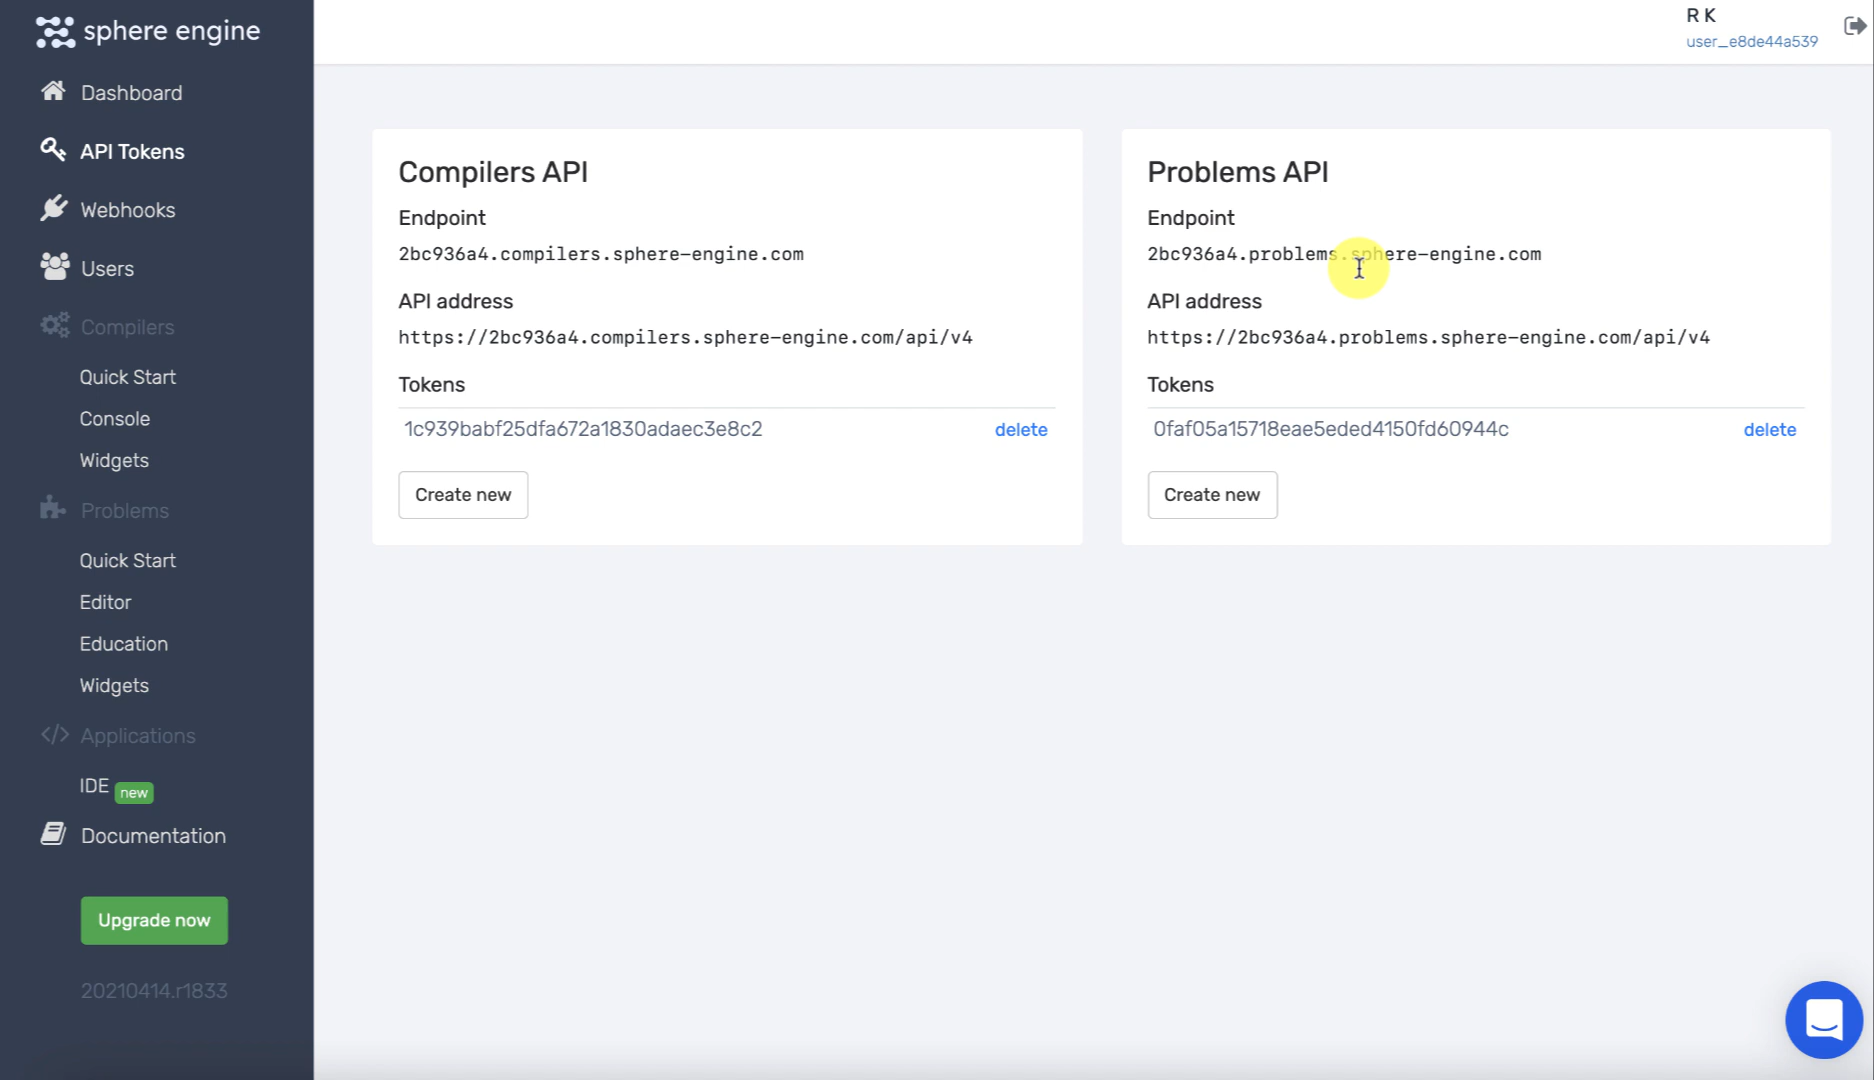 sphere engine
R K
user_e8de44a539
Dashboard
API Tokens
Webhooks
Users
Compilers
Quick Start
Console
Widgets
Problems
Quick Start
Editor
Education
Widgets
Applications
IDE new
Documentation
Upgrade now
20210414.r1833
Compilers API
Endpoint
2bc936a4.compilers.sphere-engine.com
API address
https://2bc936a4.compilers.sphere-engine.com/api/v4
Tokens
1c939babf25dfa672a1830adaec3e8c2 delete
Create new
Problems API
Endpoint
2bc936a4.problems.sphere-engine.com
API address
https://2bc936a4.problems.sphere-engine.com/api/v4
Tokens
0faf05a15718eae5eded4150fd60944c delete
Create new